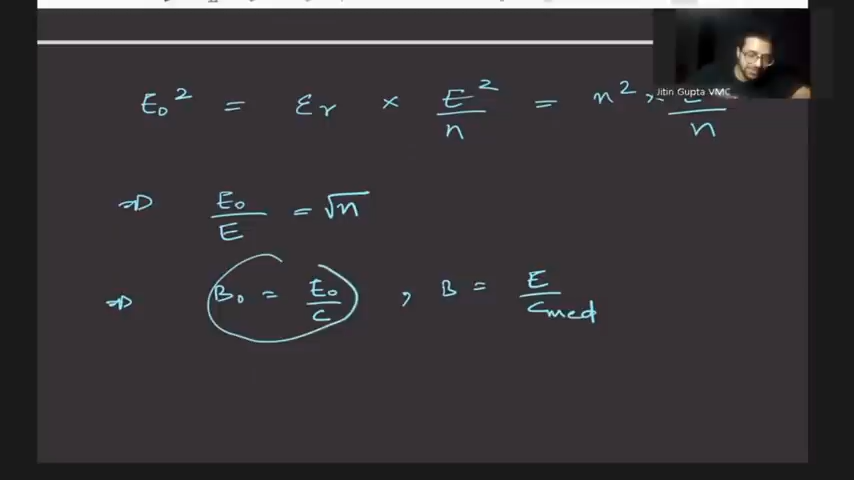 E₀² = εᵣ × E²/n = n² ×
Jitin Gupta VMC
n
⇒ E₀/E = √n
⇒ B₀ = E₀/c , B = E/c_med